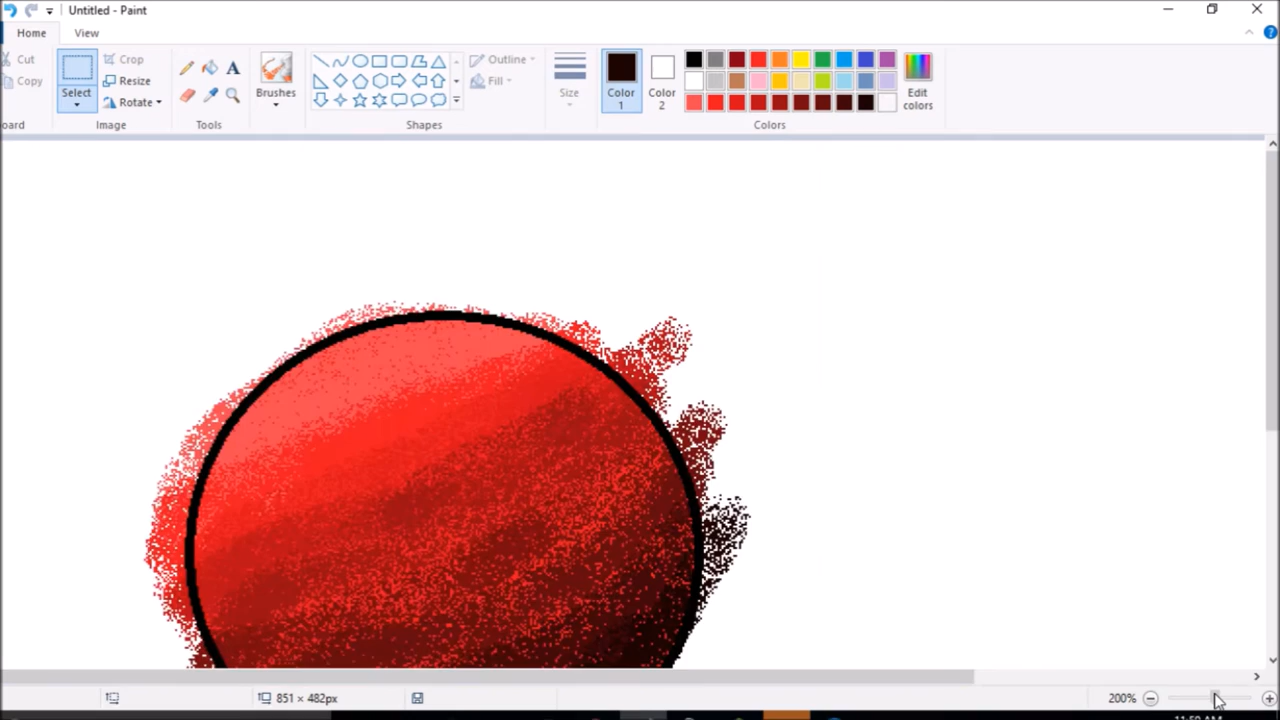 Untitled - Paint
Home View
Cut
Copy
oard
Select
Crop
Resize
Rotate
Image
Tools
Brushes
Outline
Fill
Shapes
Size
Color 1
Color 2
Edit colors
Colors
851 × 482px
200%